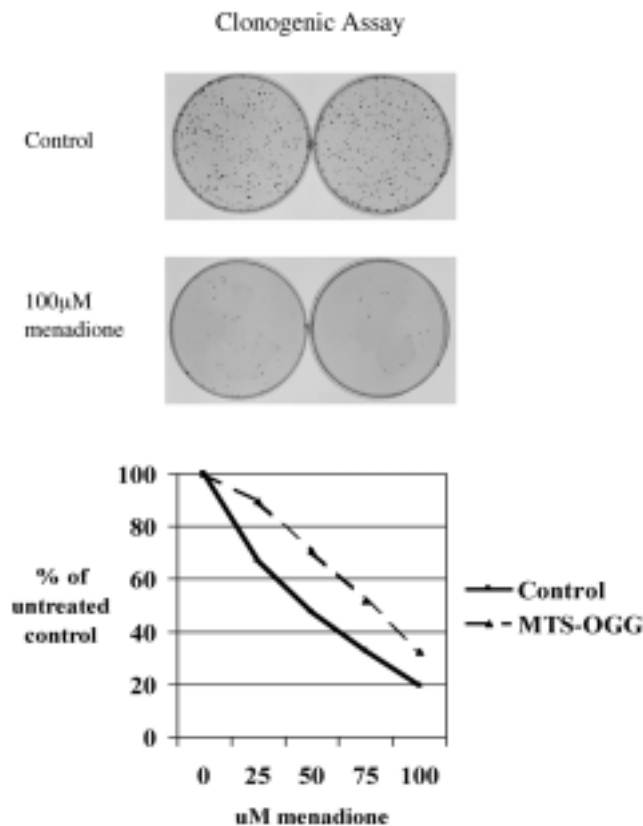 Clonogenic Assay
Control
100µM
menadione
100
80
60
40
20
0
% of
untreated
control
0 25 50 75 100
uM menadione
Control
MTS-OGG